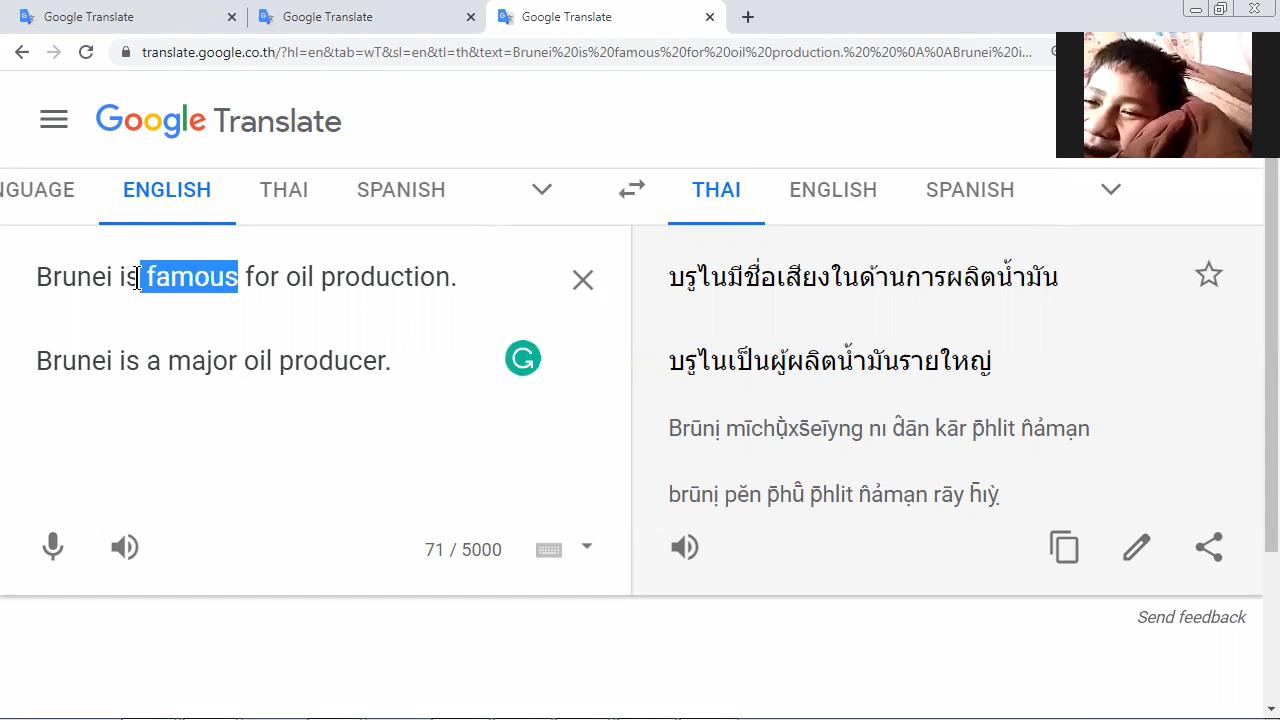 Google Translate
Google Translate
Google Translate
translate.google.co.th/?hl=en&tab=wT&sl=en&tl=th&text=Brunei%20is%20famous%20for%20oil%20production.%20%20%0A%0ABrunei%20i...
Google Translate
NGUAGE ENGLISH THAI SPANISH
THAI ENGLISH SPANISH
Brunei is famous for oil production.
Brunei is a major oil producer.
71 / 5000
บรูไนมีชื่อเสียงในด้านการผลิตน้ำมัน
บรูไนเป็นผู้ผลิตน้ำมันรายใหญ่
Brūnị mīchụ̄̀xs̄eīyng nı d̂ān kār p̄hlit n̂ảmạn
brūnị pĕn p̄hū̂ p̄hlit n̂ảmạn rāy h̄ıỵ̀
Send feedback